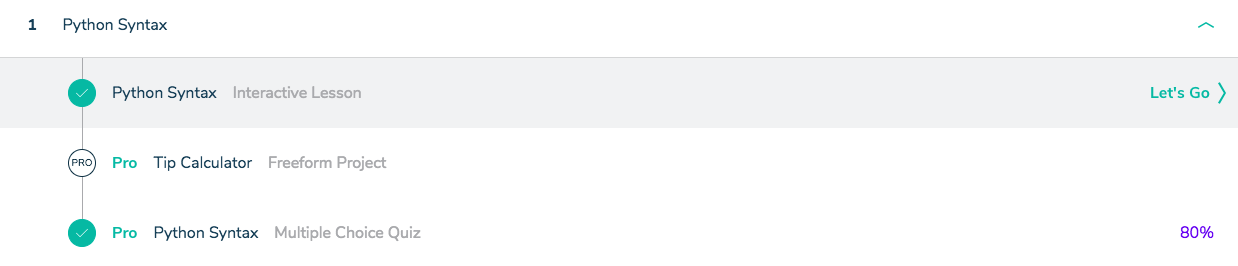 1 Python Syntax
Python Syntax Interactive Lesson Let's Go
PRO Pro Tip Calculator Freeform Project
Pro Python Syntax Multiple Choice Quiz 80%